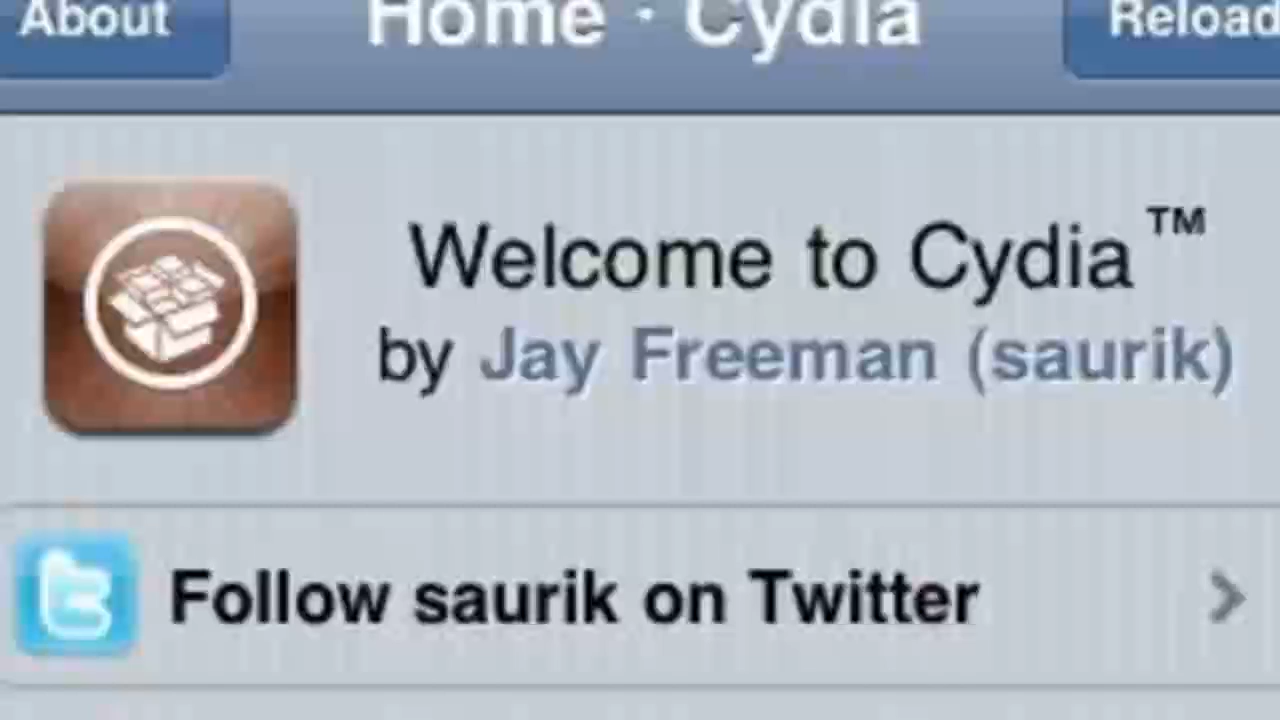 About Home · Cydia Reload
Welcome to Cydia™
by Jay Freeman (saurik)
Follow saurik on Twitter